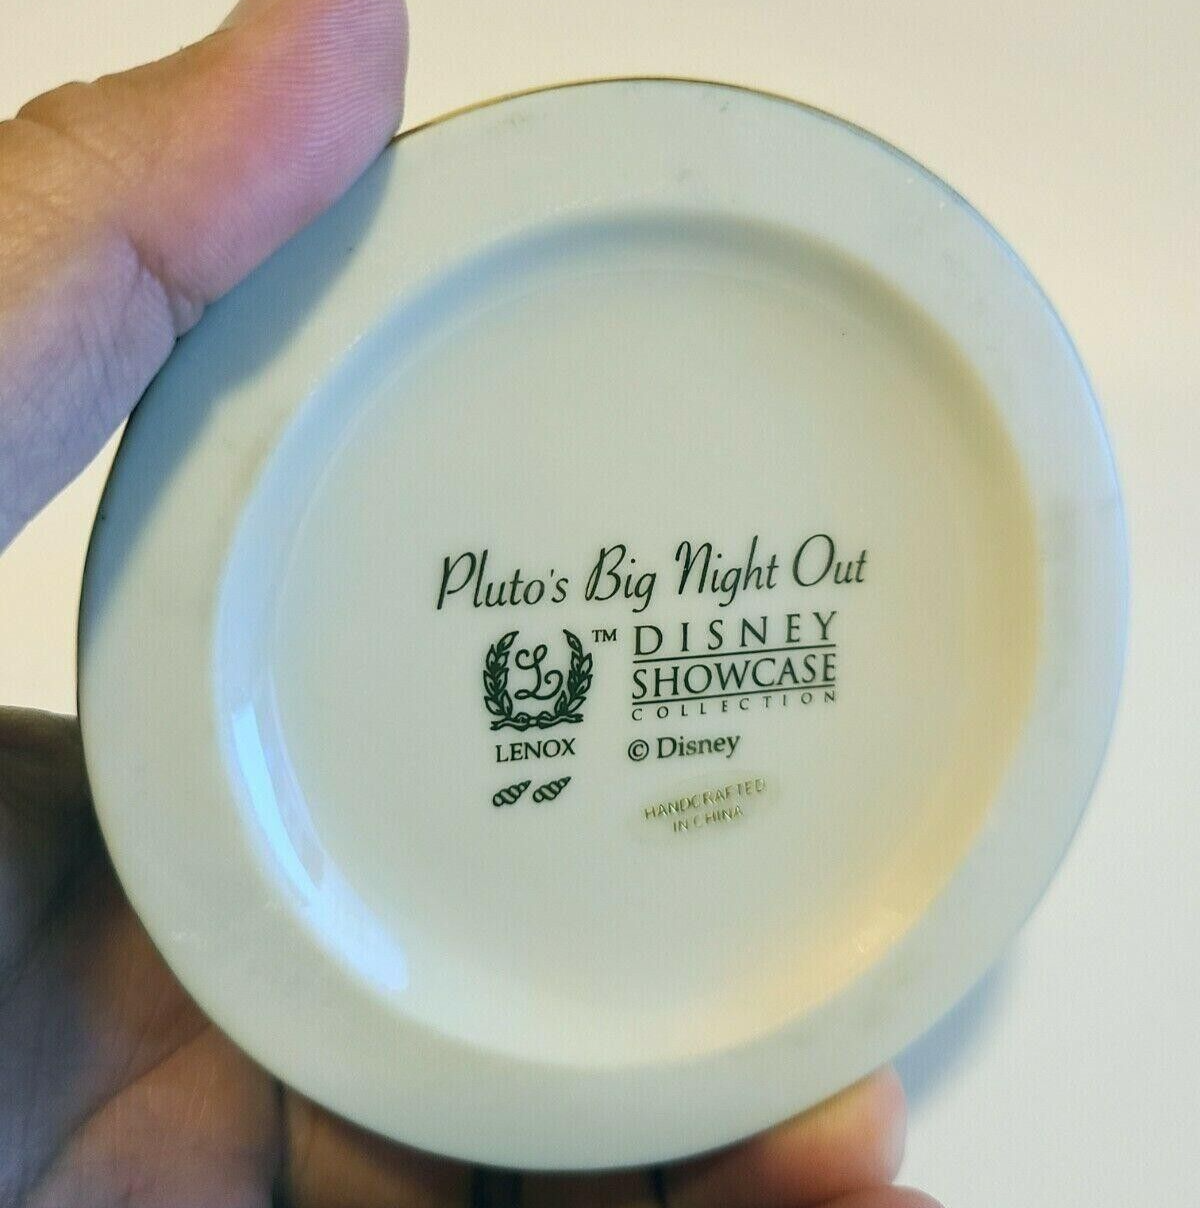 Pluto's Big Night Out
L ™
DISNEY
SHOWCASE
COLLECTION
LENOX
© Disney
HANDCRAFTED
IN CHINA